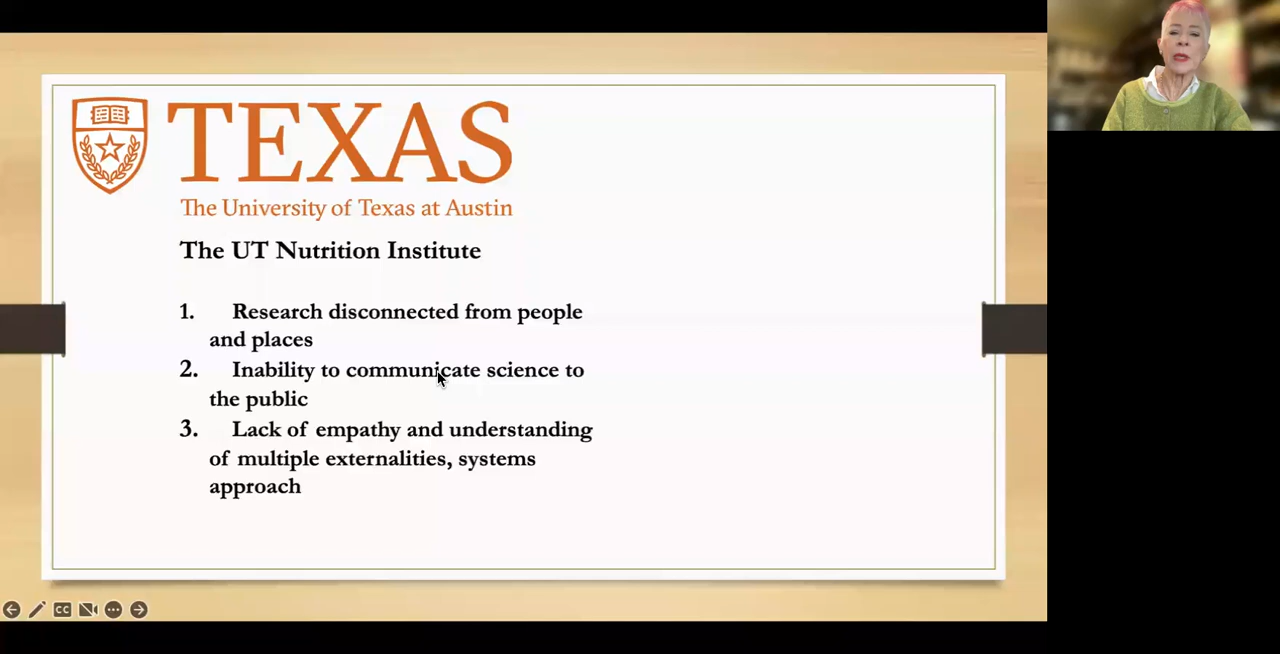 TEXAS
The University of Texas at Austin
The UT Nutrition Institute
1. Research disconnected from people
and places
2. Inability to communicate science to
the public
3. Lack of empathy and understanding
of multiple externalities, systems
approach
CC